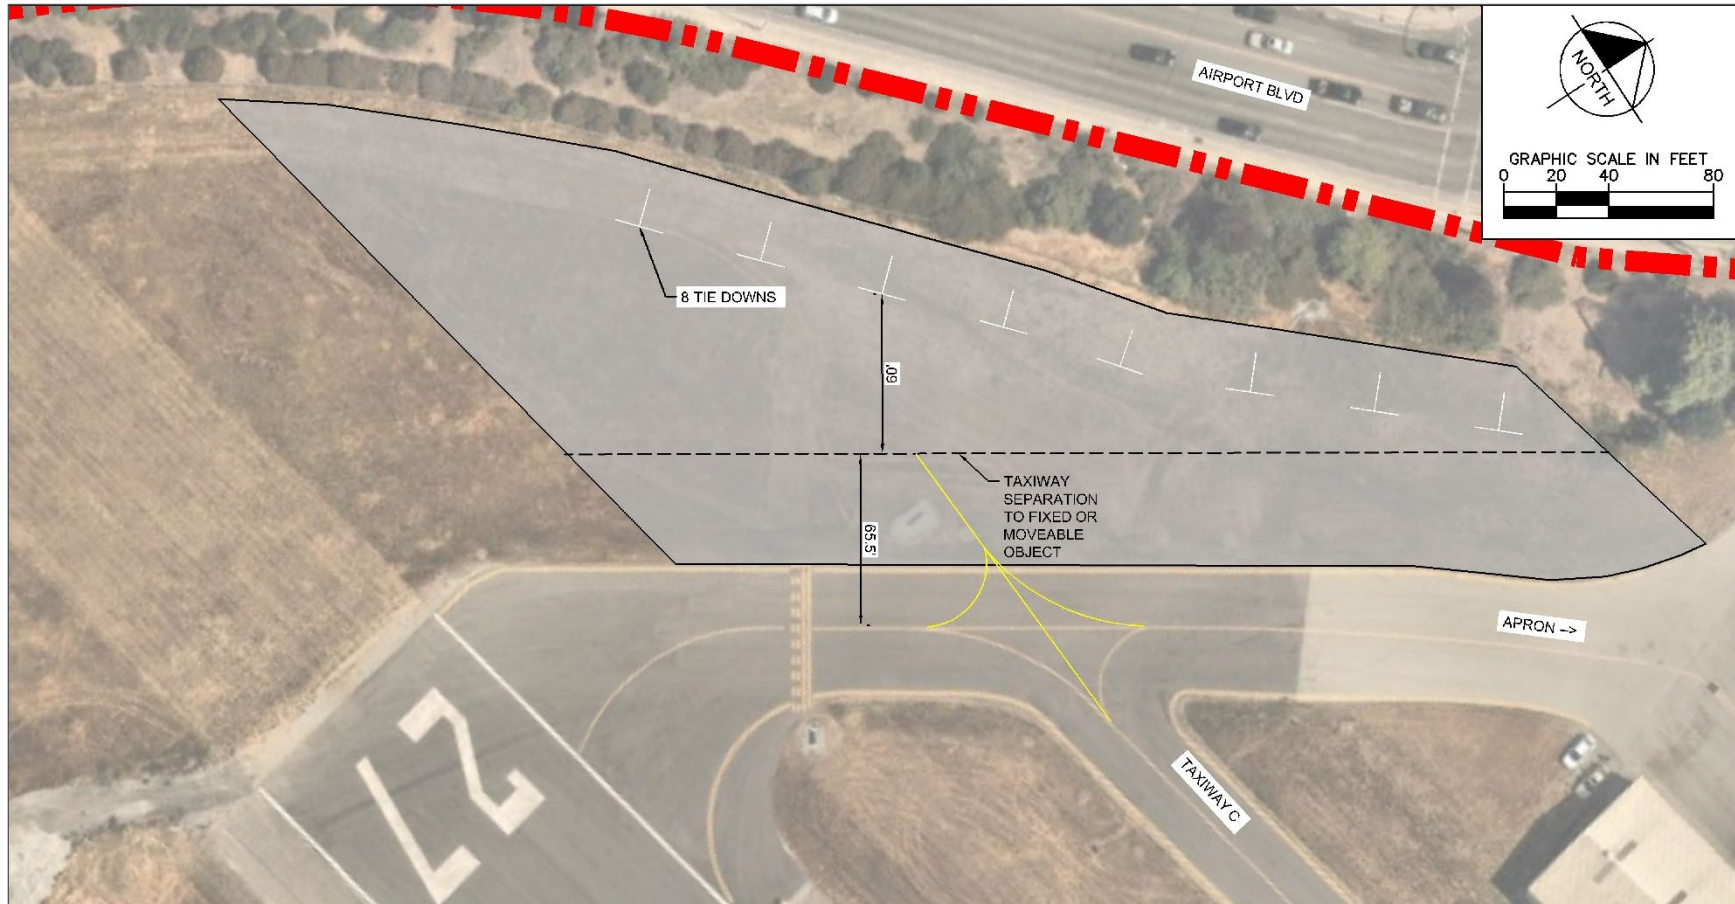 AIRPORT BLVD
NORTH
GRAPHIC SCALE IN FEET
0 20 40 80
8 TIE DOWNS
60'
TAXIWAY
SEPARATION
TO FIXED OR
MOVEABLE
OBJECT
65.5'
APRON -->
27
TAXIWAY C